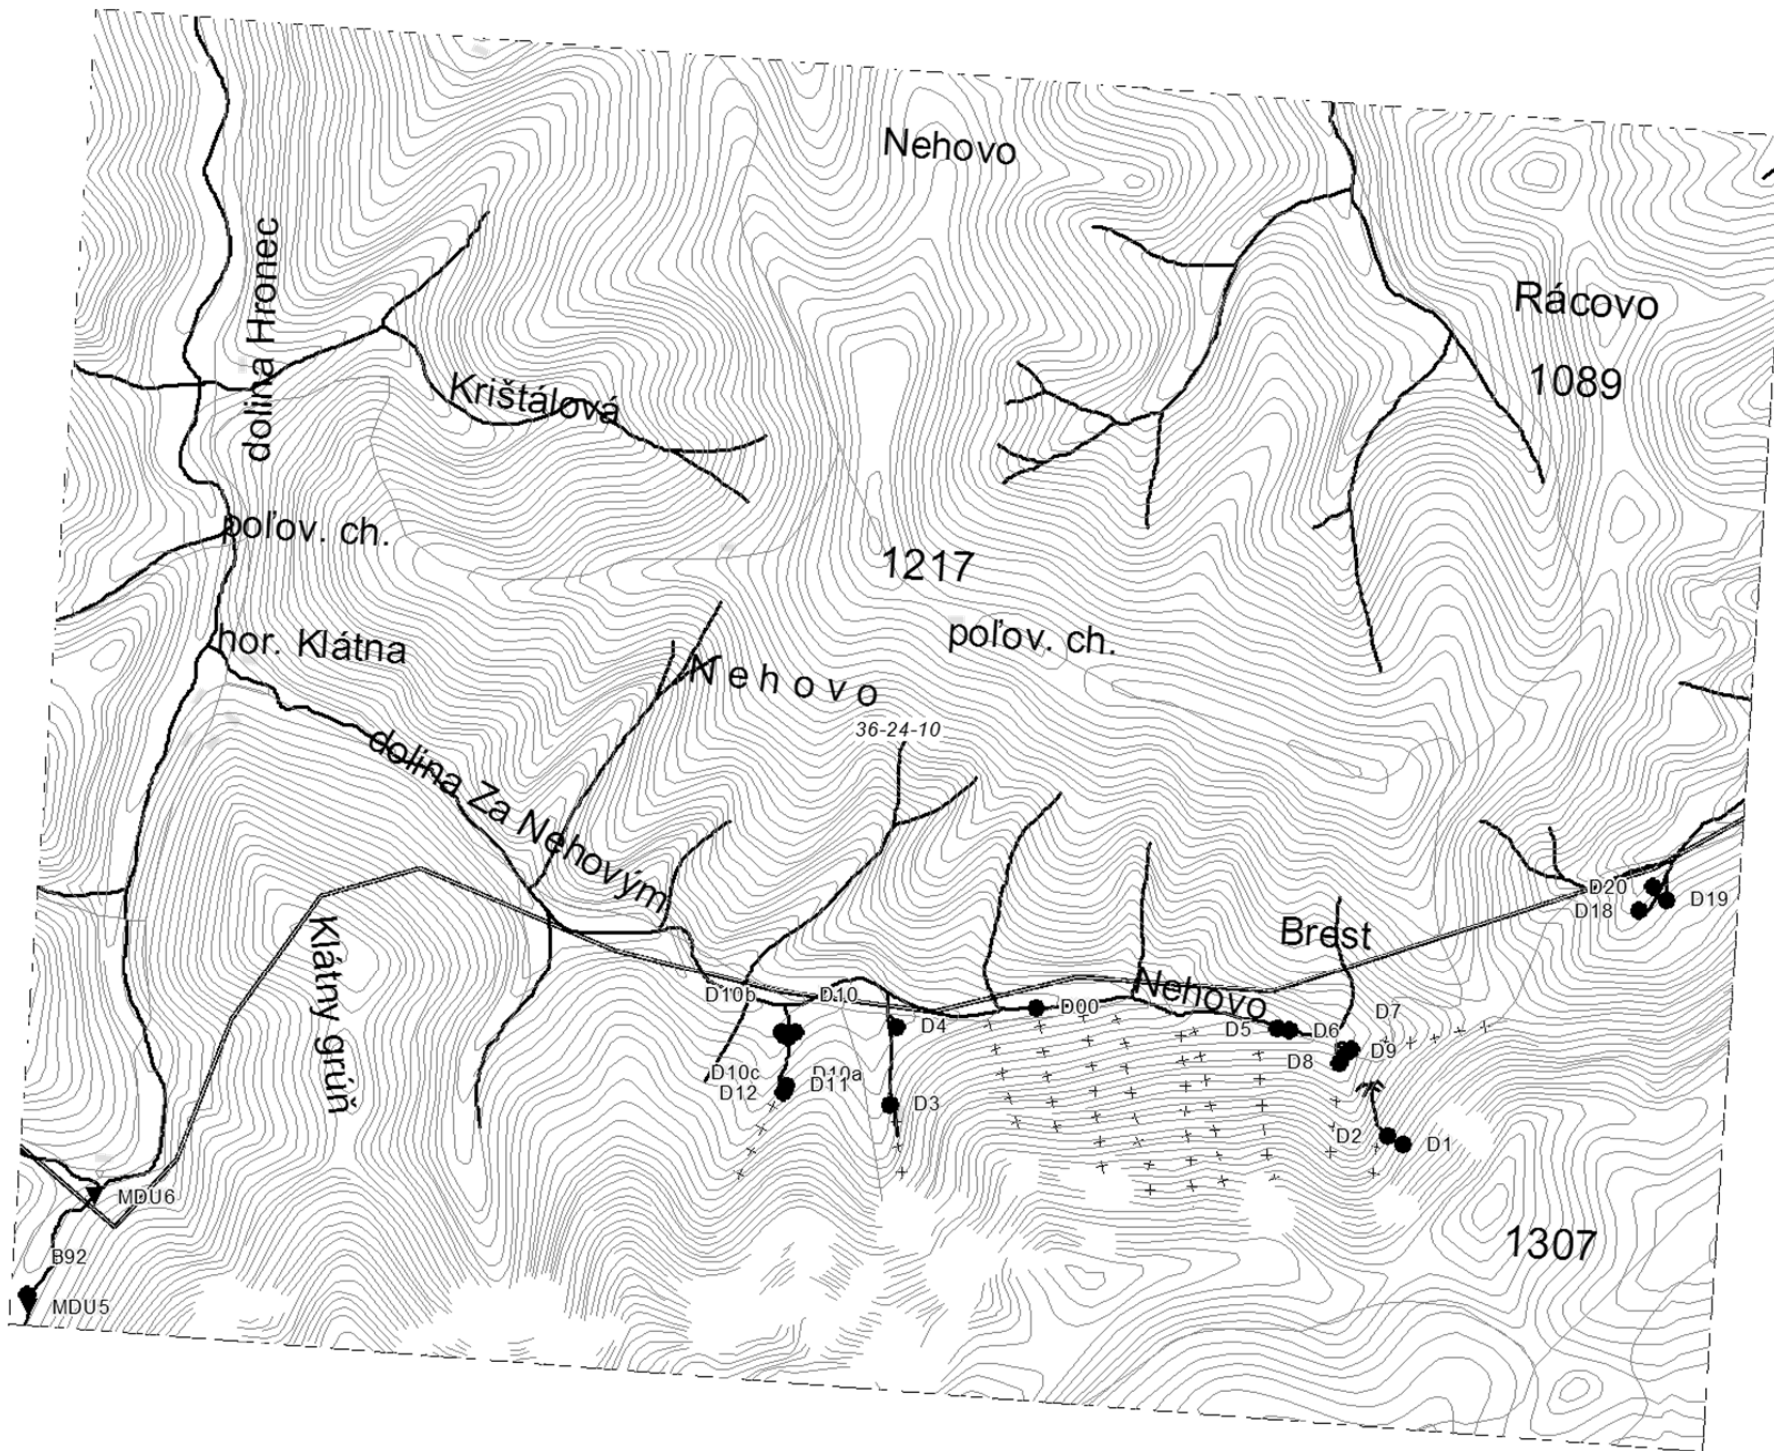 Nehovo
dolina Hronec
Rácovo
1089
Krištálová
poľov. ch.
1217
hor. Klátna
poľov. ch.
Nehovo
36-24-10
dolina Za Nehovým
D20
D18
D19
Klátny grúň
Brest
Nehovo
D10b
D10
D00
D7
D4
D5
D6
D8
D9
D10c
D10a
D12
D11
D3
D2
D1
MDU6
1307
B92
MDU5